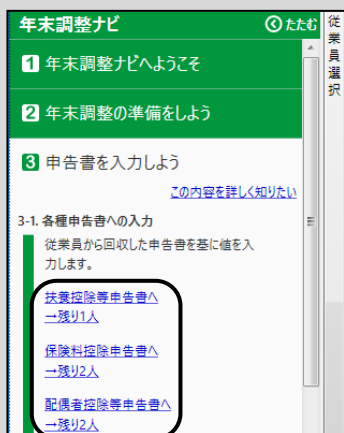 年末調整ナビ
たたむ
1 年末調整ナビへようこそ
2 年末調整の準備をしよう
3 申告書を入力しよう
この内容を詳しく知りたい
3-1. 各種申告書への入力
従業員から回収した申告書を基に値を入
力します。
扶養控除等申告書へ
→残り1人
保険料控除申告書へ
→残り2人
配偶者控除等申告書へ
→残り2人
従業員選択